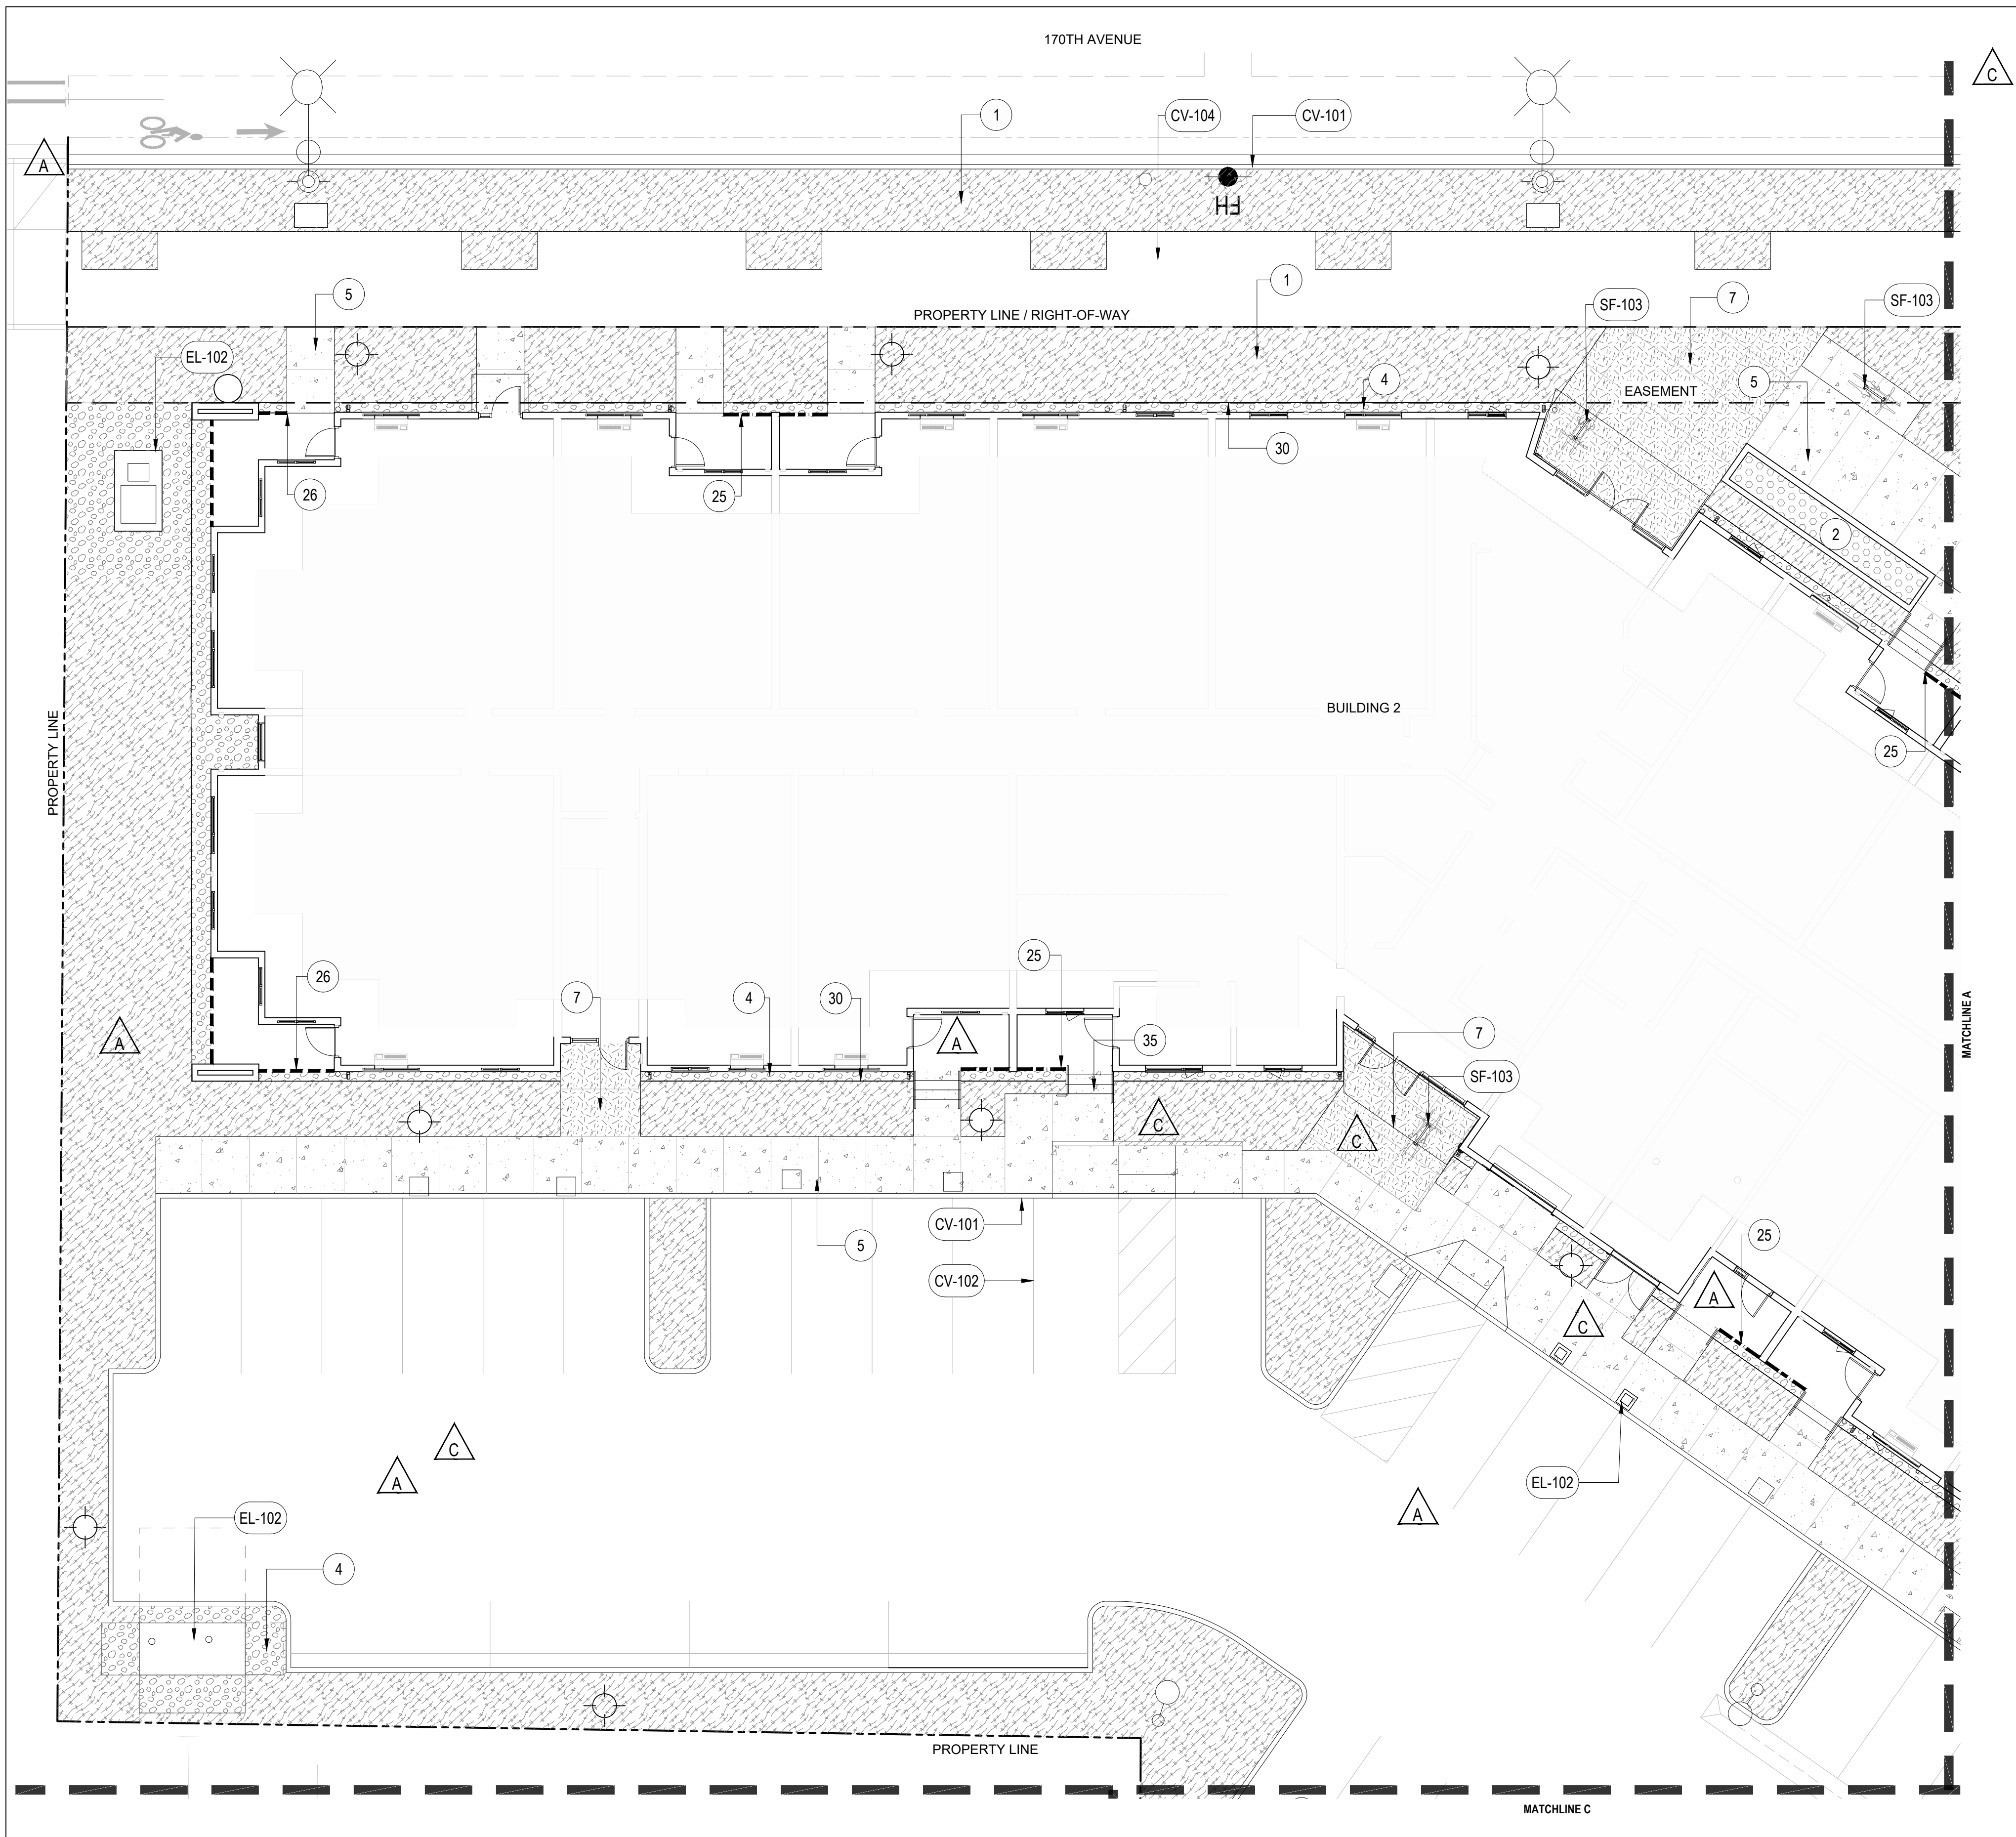 170TH AVENUE
C
1
CV-104
CV-101
A
FH
5
1
SF-103
7
SF-103
PROPERTY LINE / RIGHT-OF-WAY
EL-102
4
5
EASEMENT
30
26
25
2
PROPERTY LINE
BUILDING 2
25
26
7
4
30
25
A
A
35
7
SF-103
C
C
MATCHLINE A
CV-101
5
CV-102
25
A
C
C
A
EL-102
A
EL-102
4
PROPERTY LINE
MATCHLINE C